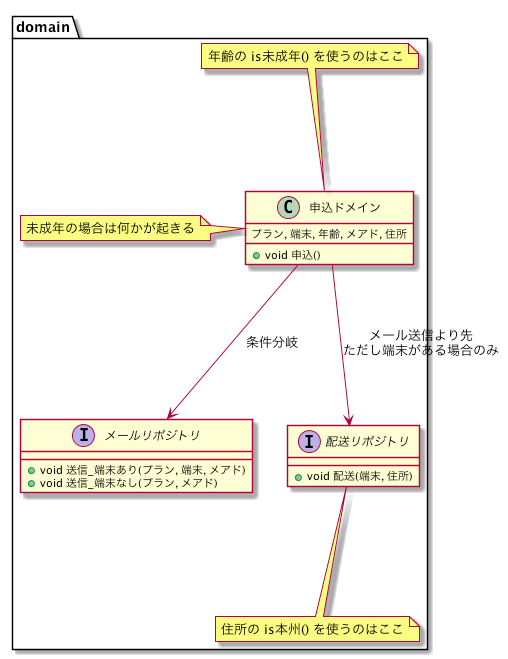 domain
年齢の is未成年() を使うのはここ
C 申込ドメイン
プラン, 端末, 年齢, メアド, 住所
void 申込()
未成年の場合は何かが起きる
条件分岐
メール送信より先
ただし端末がある場合のみ
I メールリポジトリ
void 送信_端末あり(プラン, 端末, メアド)
void 送信_端末なし(プラン, メアド)
I 配送リポジトリ
void 配送(端末, 住所)
住所の is本州() を使うのはここ